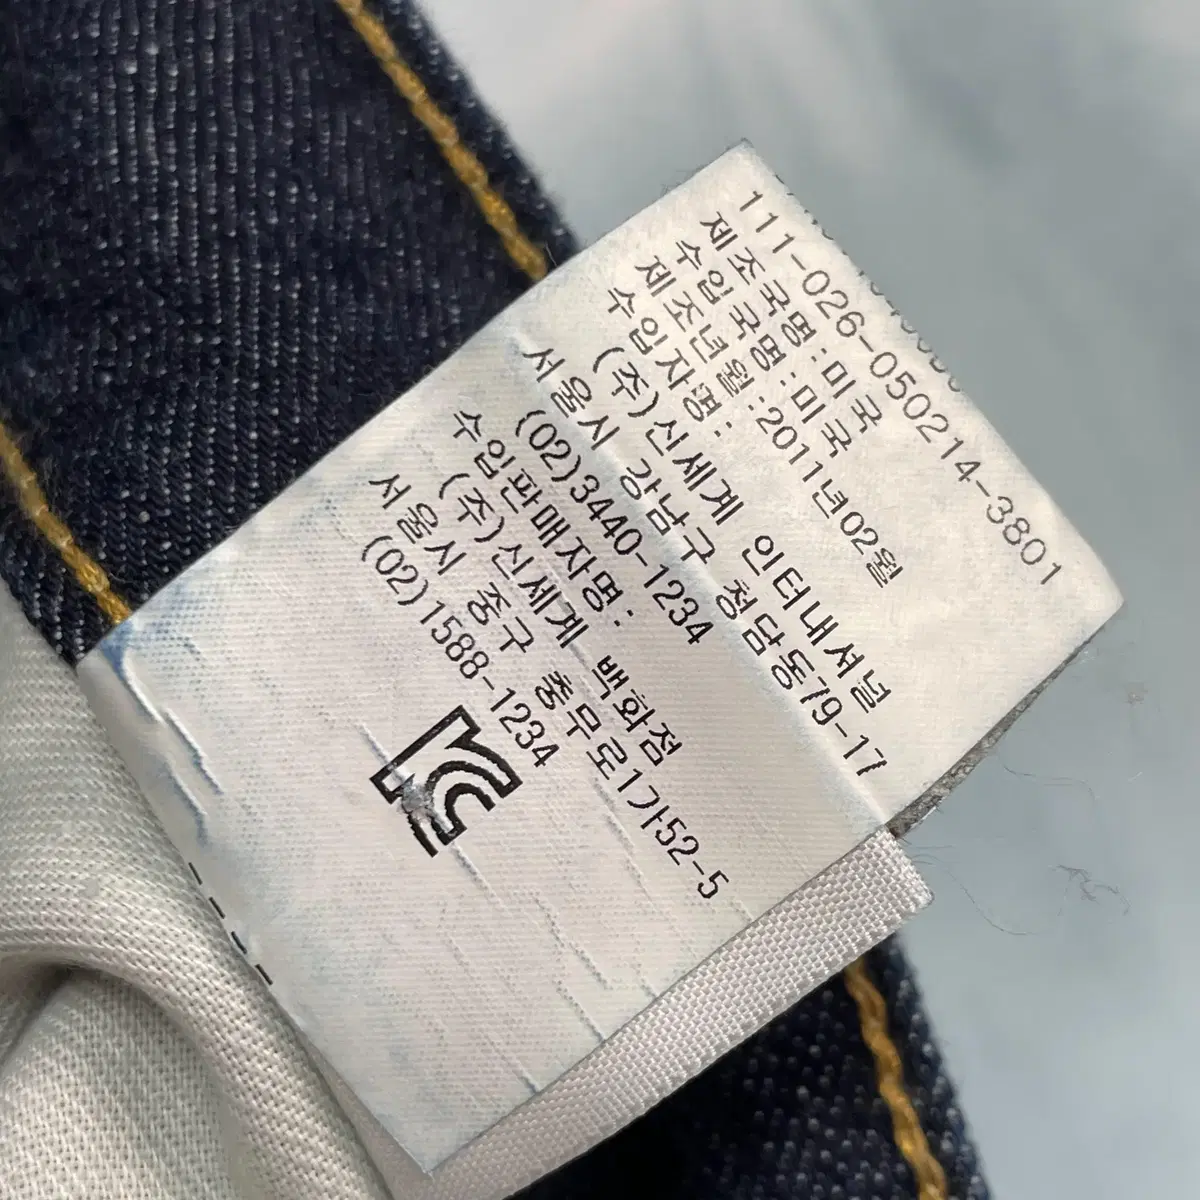 111-026-050214-3801
제조국명:미국
수입국명:미국
제조년월:2011년02월
수입자명:
(주)신세계 인터내셔널
서울시 강남구 청담동79-17
(02)3440-1234
수입판매자명:
(주)신세계 백화점
서울시 중구 충무로1가52-5
(02)1588-1234